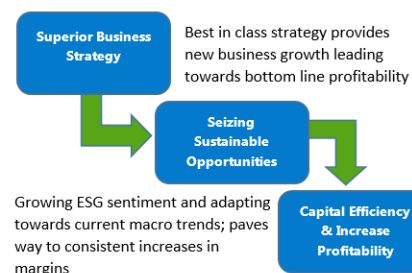 Superior Business
Strategy
Best in class strategy provides
new business growth leading
towards bottom line profitability
Seizing
Sustainable
Opportunities
Growing ESG sentiment and adapting
towards current macro trends; paves
way to consistent increases in
margins
Capital Efficiency
& Increase
Profitability